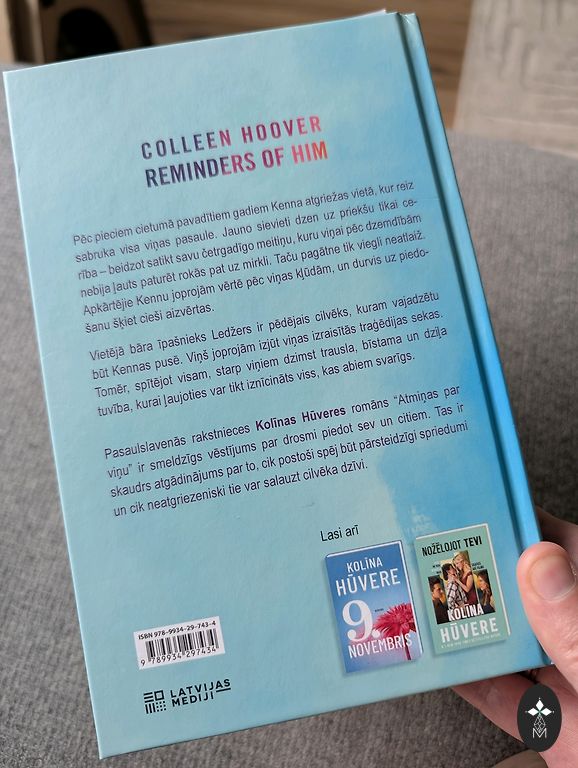 COLLEEN HOOVER
REMINDERS OF HIM
Pēc pieciem cietumā pavadītiem gadiem Kenna atgriežas vietā, kur reiz
sabruka visa viņas pasaule. Jauno sievieti dzen uz priekšu tikai ce-
rība – beidzot satikt savu četrgadīgo meitiņu, kuru viņai pēc dzemdībām
nebija ļauts paturēt rokās pat uz mirkli. Taču pagātne tik viegli neatlaiž.
Apkārtējie Kennu joprojām vērtē pēc viņas kļūdām, un durvis uz piedo-
šanu šķiet cieši aizvērtas.
Vietējā bāra īpašnieks Ledžers ir pēdējais cilvēks, kuram vajadzētu
būt Kennas pusē. Viņš joprojām izjūt viņas izraisītās traģēdijas sekas.
Tomēr, spītējot visam, starp viņiem dzimst trausla, bīstama un dziļa
tuvība, kurai ļaujoties var tikt iznīcināts viss, kas abiem svarīgs.
Pasaulslavenās rakstnieces Kolīnas Hūveres romāns “Atmiņas par
viņu” ir smeldzīgs vēstījums par drosmi piedot sev un citiem. Tas ir
skaudrs atgādinājums par to, cik postoši spēj būt pārsteidzīgi spriedumi
un cik neatgriezeniski tie var salauzt cilvēka dzīvi.
Lasi arī
KOLĪNA
HŪVERE
9.
NOVEMBRIS
NOŽĒLOJOT TEVI
KOLĪNA
HŪVERE
ISBN 978-9934-29-743-4
9 789934 297434
LATVIJAS
MEDIJI
M